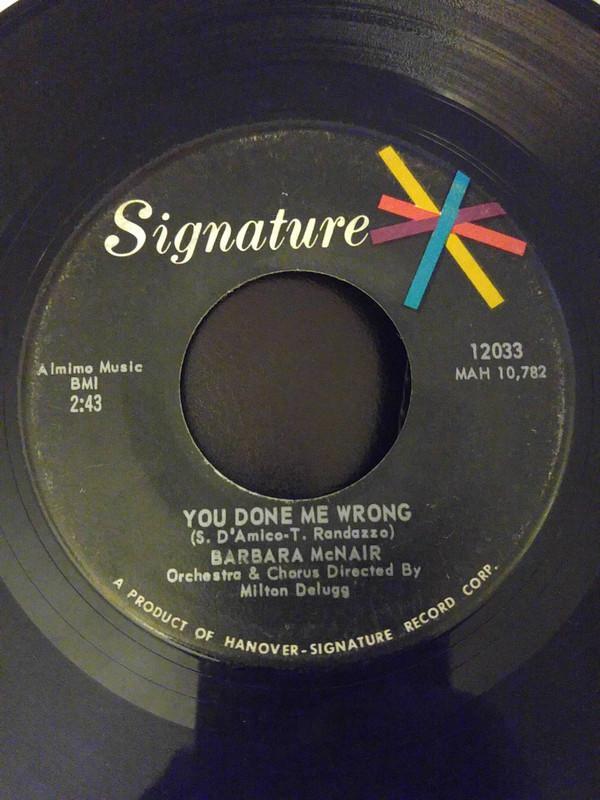 Signature
Almimo Music
BMI
2:43
12033
MAH 10,782
YOU DONE ME WRONG
(S. D'Amico-T. Randazzo)
BARBARA McNAIR
Orchestra & Chorus Directed By
Milton Delugg
A PRODUCT OF HANOVER-SIGNATURE RECORD CORP.